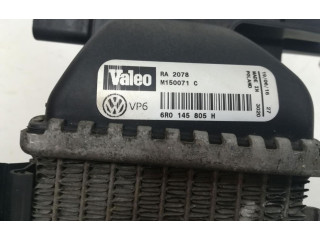 Valeo
RA 2078
M150071 C
VP6
6R0 145 805 H
MADE IN
POLAND